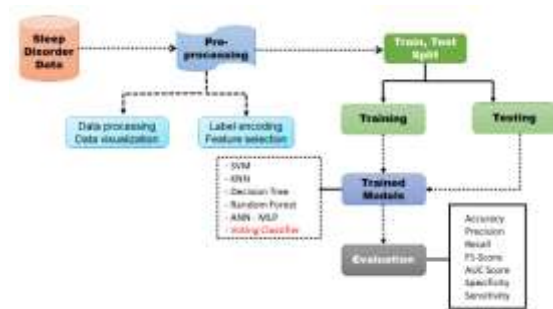 Sleep
Disorder
Data
Pre-
processing
Train, Test
Split
Data processing
Data visualization
Label encoding
Feature selection
Training
Testing
- SVM
- KNN
- Decision Tree
- Random Forest
- ANN - MLP
- Voting Classifier
Trained
Models
Evaluation
Accuracy
Precision
Recall
F1-Score
AUC Score
Specificity
Sensitivity